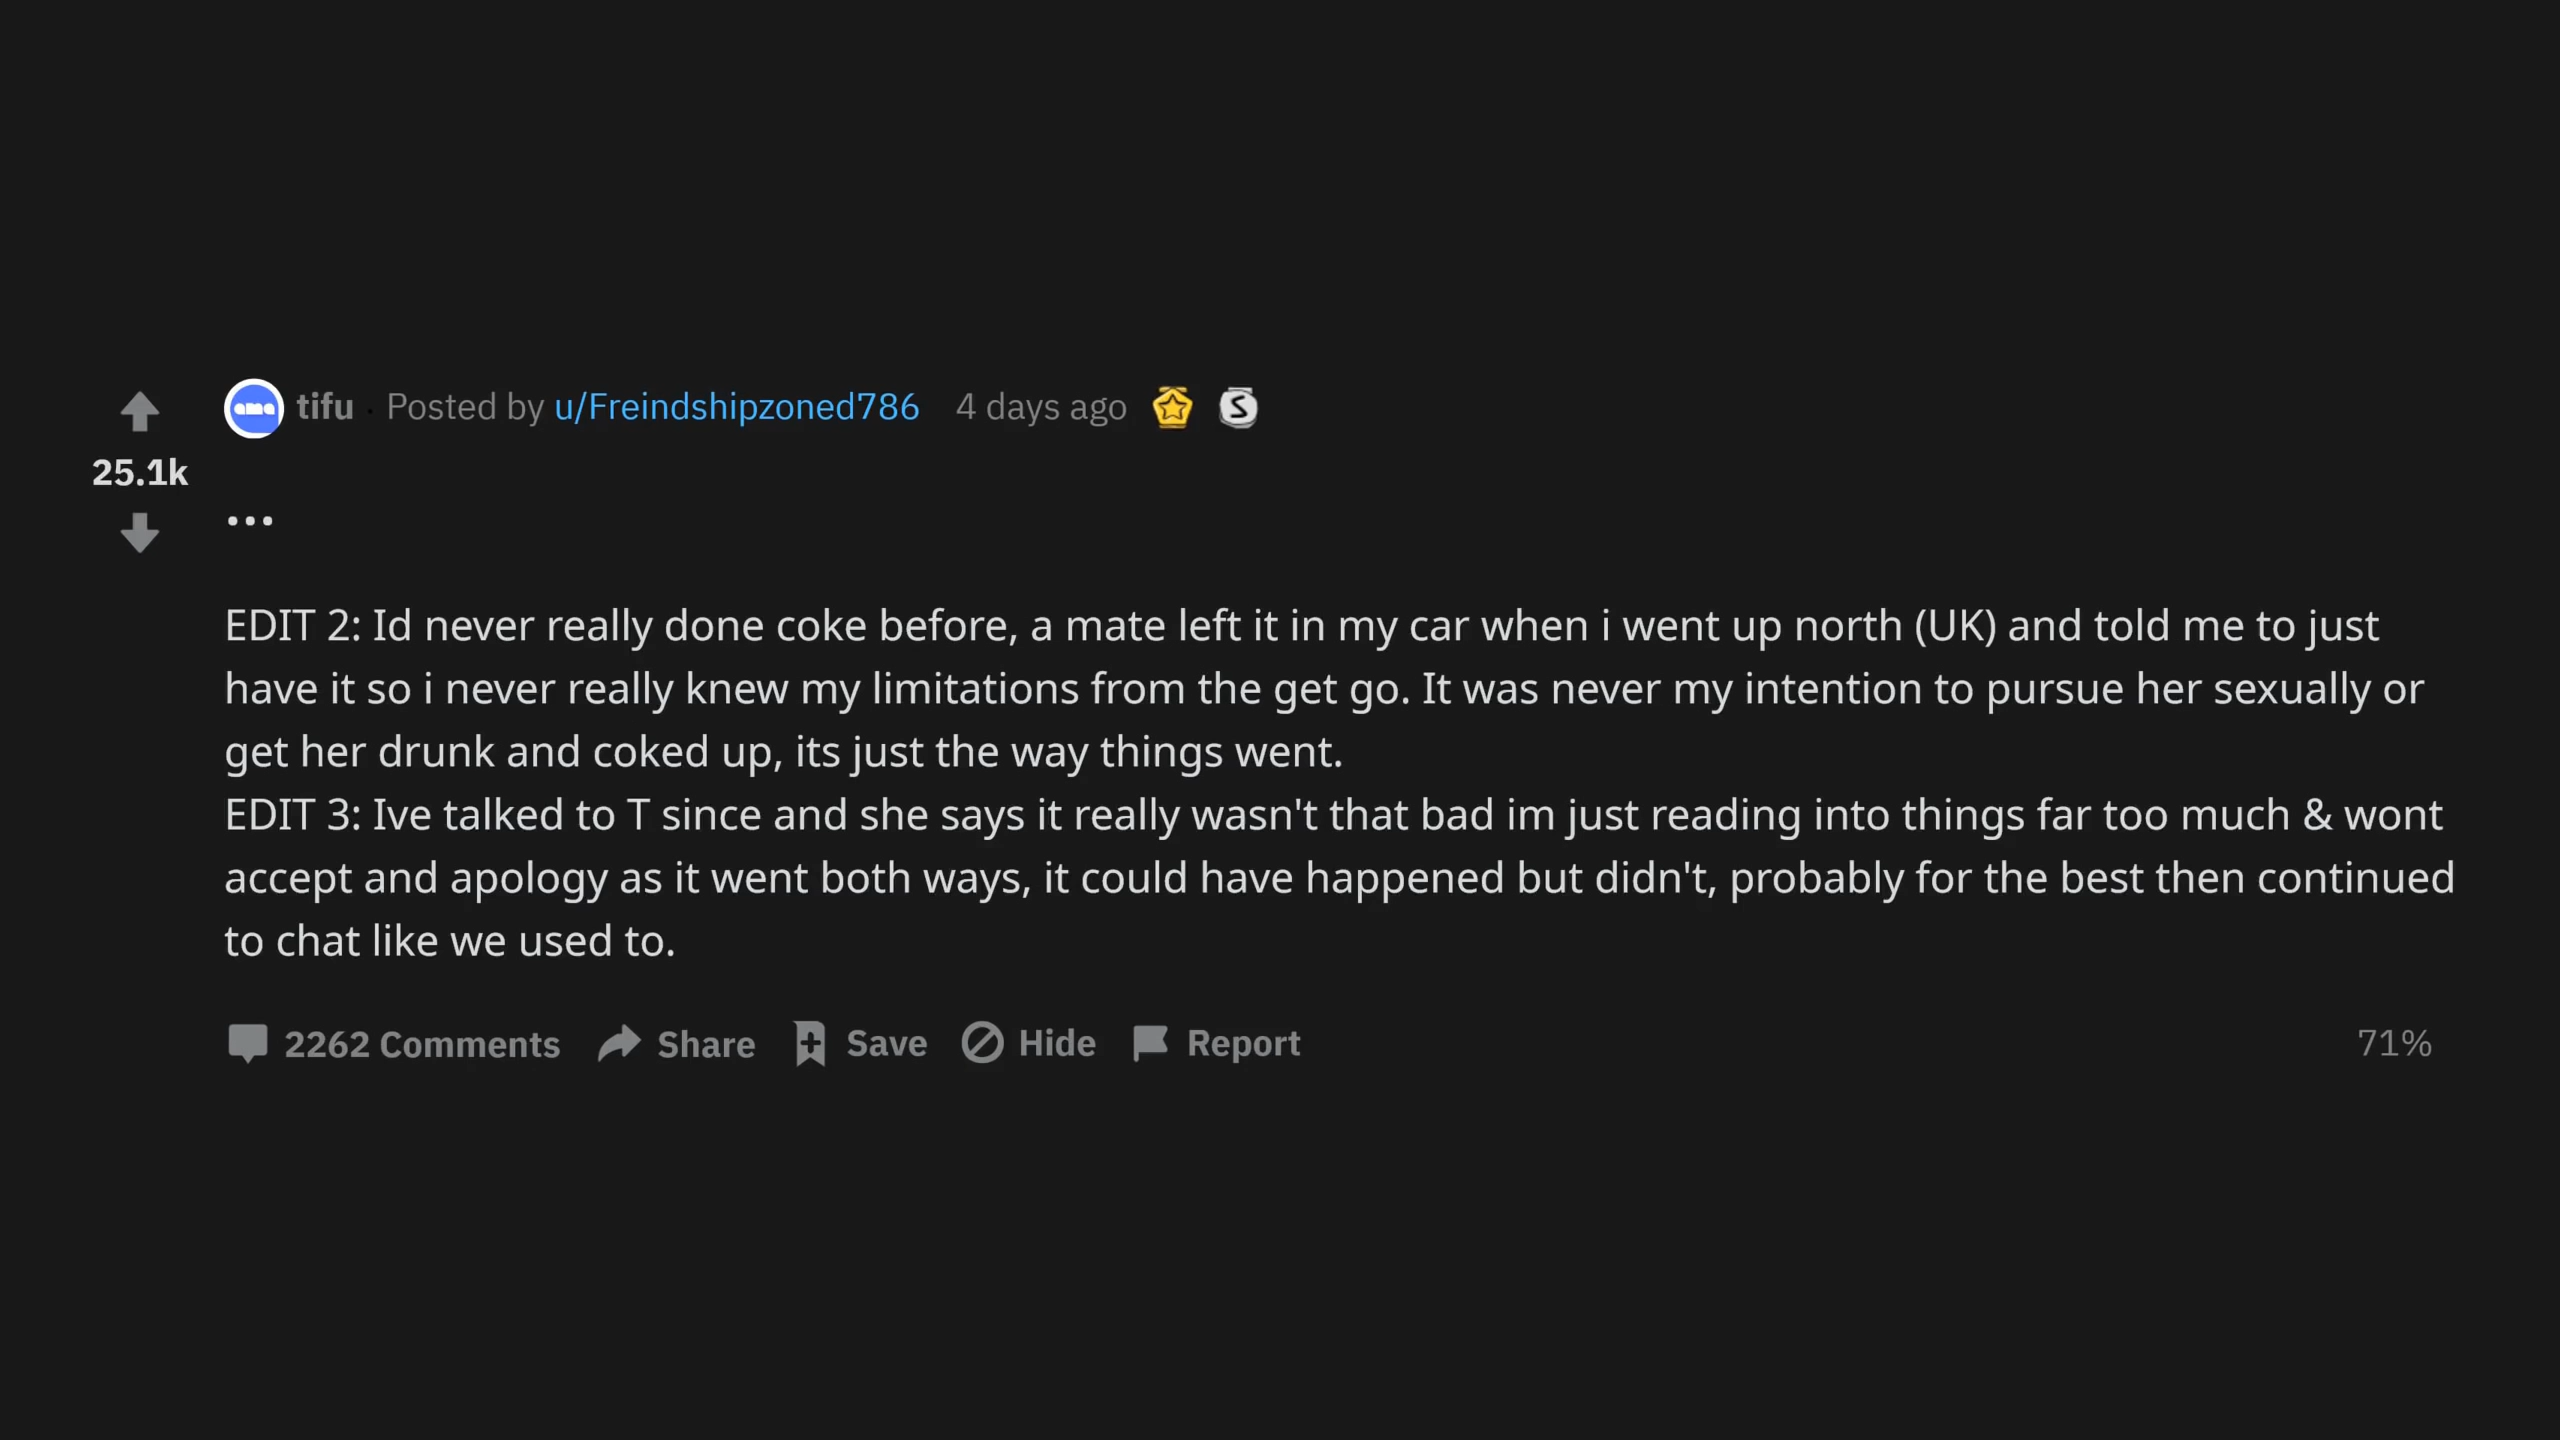 ama tifu · Posted by u/Freindshipzoned786 4 days ago S
25.1k
...
EDIT 2: Id never really done coke before, a mate left it in my car when i went up north (UK) and told me to just
have it so i never really knew my limitations from the get go. It was never my intention to pursue her sexually or
get her drunk and coked up, its just the way things went.
EDIT 3: Ive talked to T since and she says it really wasn't that bad im just reading into things far too much & wont
accept and apology as it went both ways, it could have happened but didn't, probably for the best then continued
to chat like we used to.
2262 Comments Share Save Hide Report 71%